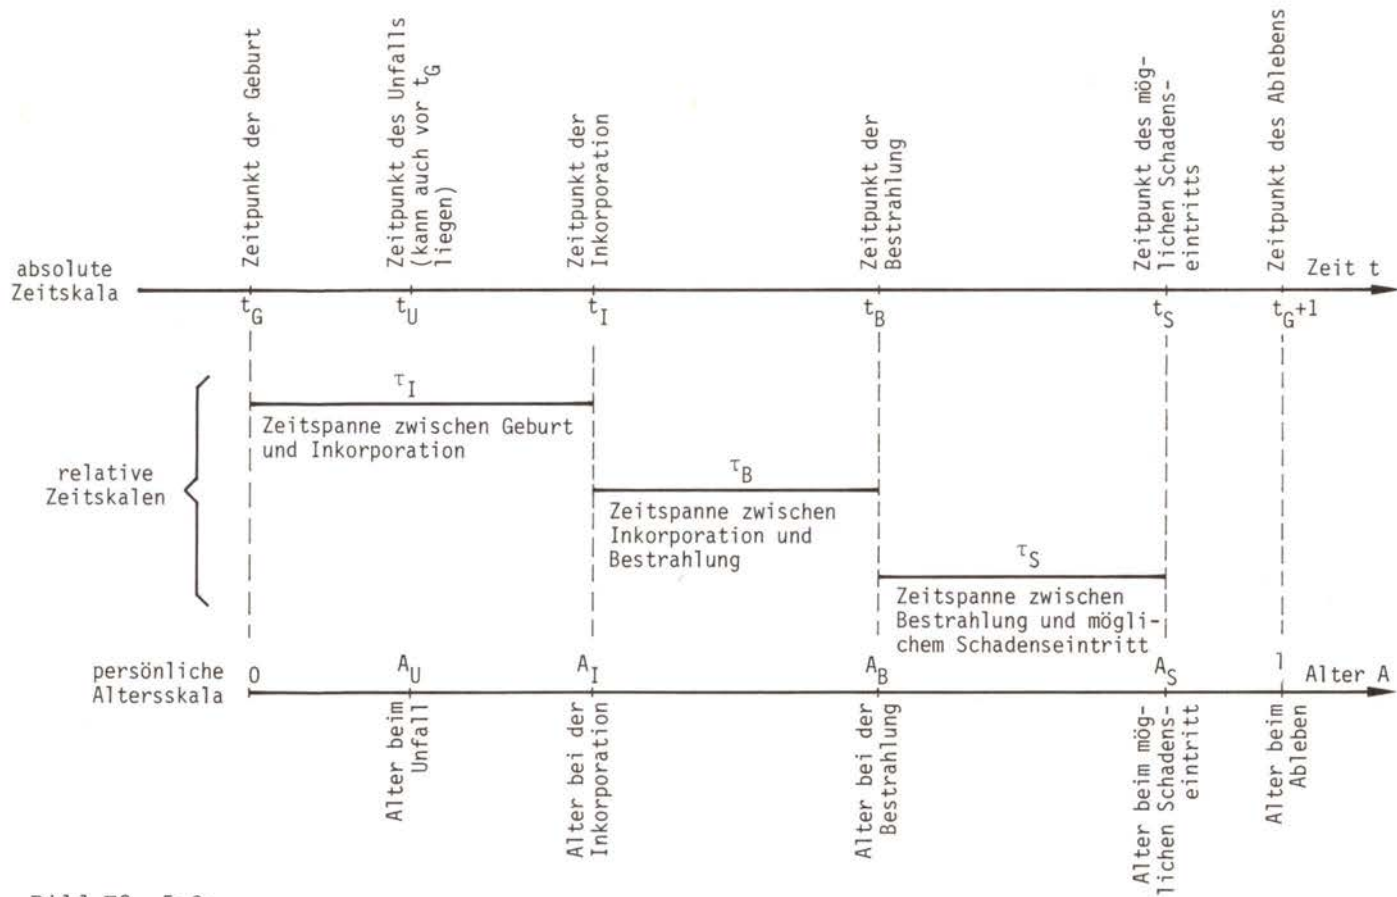 Zeitpunkt der Geburt
Zeitpunkt des Unfalls
(kann auch vor t_G
liegen)
Zeitpunkt der
Inkorporation
Zeitpunkt der
Bestrahlung
Zeitpunkt des mög-
lichen Schadens-
eintritts
Zeitpunkt des Ablebens
absolute
Zeitskala
Zeit t
t_G
t_U
t_I
t_B
t_S
t_G+l
τ_I
Zeitspanne zwischen Geburt
und Inkorporation
relative
Zeitskalen
τ_B
Zeitspanne zwischen
Inkorporation und
Bestrahlung
τ_S
Zeitspanne zwischen
Bestrahlung und mögli-
chem Schadenseintritt
persönliche
Altersskala
0
A_U
A_I
A_B
A_S
l
Alter A
Alter beim
Unfall
Alter bei der
Inkorporation
Alter bei der
Bestrahlung
Alter beim mög-
lichen Schadens-
eintritt
Alter beim
Ableben